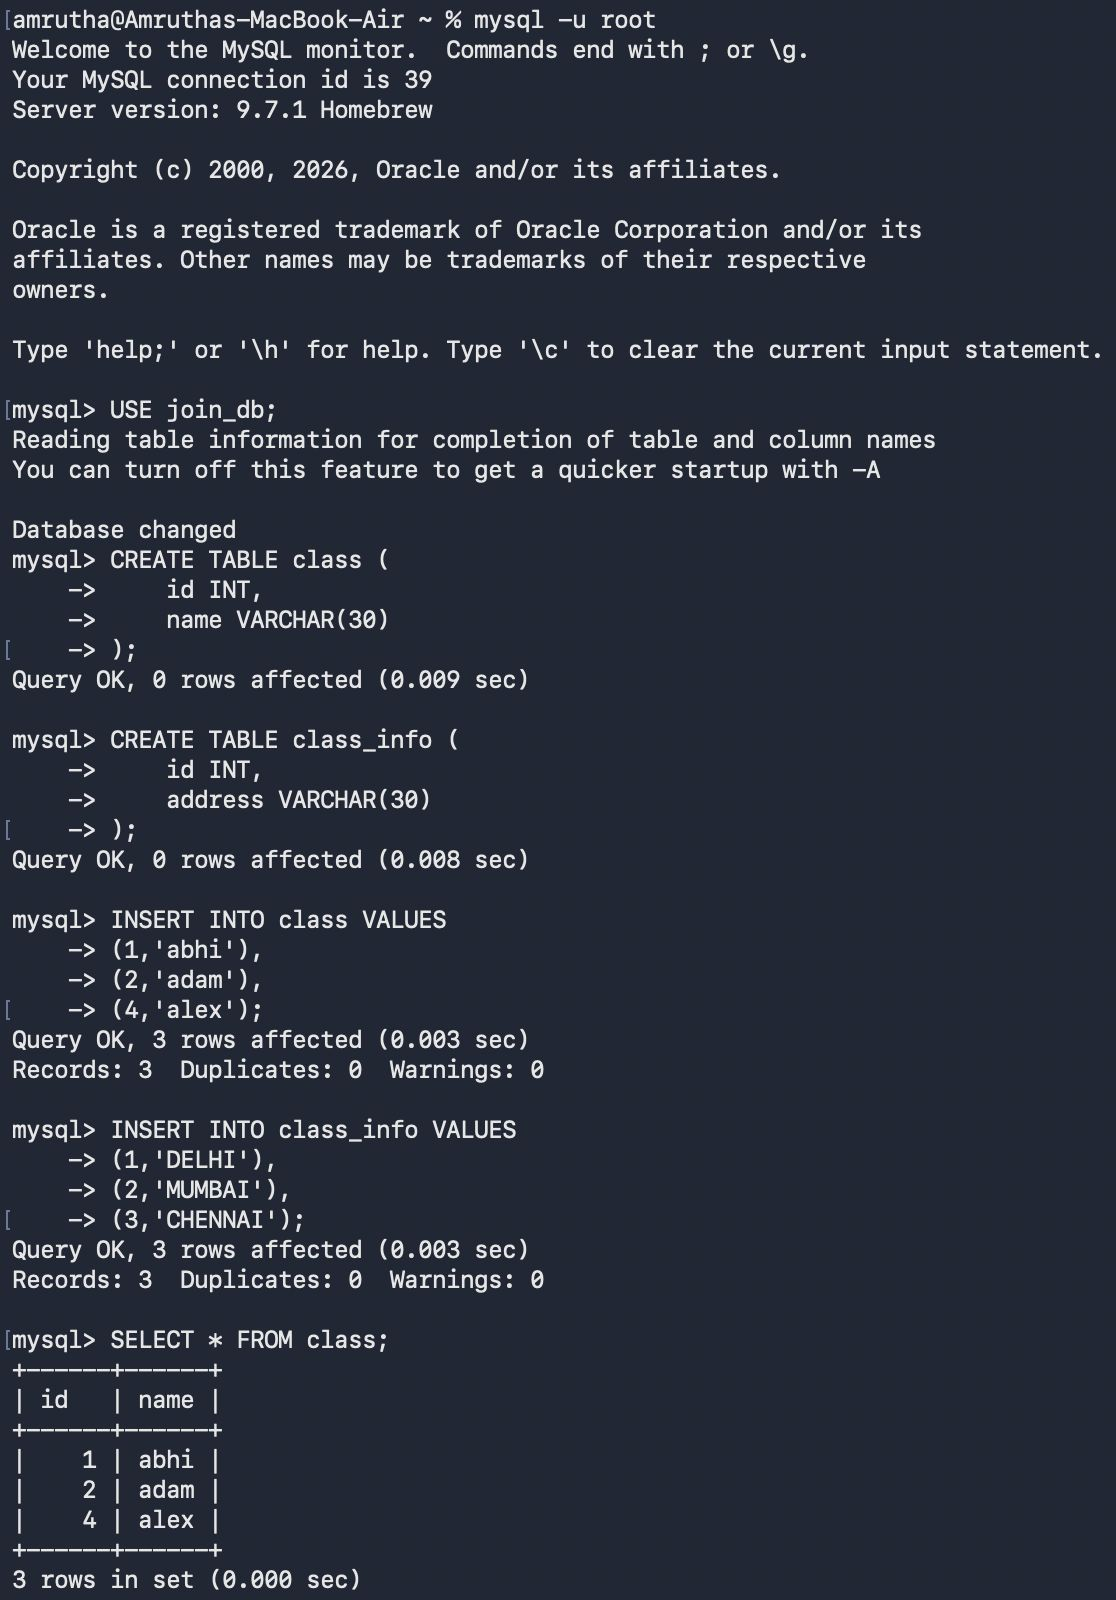 [amrutha@Amruthas-MacBook-Air ~ % mysql -u root
Welcome to the MySQL monitor.  Commands end with ; or \g.
Your MySQL connection id is 39
Server version: 9.7.1 Homebrew

Copyright (c) 2000, 2026, Oracle and/or its affiliates.

Oracle is a registered trademark of Oracle Corporation and/or its
affiliates. Other names may be trademarks of their respective
owners.

Type 'help;' or '\h' for help. Type '\c' to clear the current input statement.

[mysql> USE join_db;
Reading table information for completion of table and column names
You can turn off this feature to get a quicker startup with -A

Database changed
mysql> CREATE TABLE class (
    ->     id INT,
    ->     name VARCHAR(30)
[    -> );
Query OK, 0 rows affected (0.009 sec)

mysql> CREATE TABLE class_info (
    ->     id INT,
    ->     address VARCHAR(30)
[    -> );
Query OK, 0 rows affected (0.008 sec)

mysql> INSERT INTO class VALUES
    -> (1,'abhi'),
    -> (2,'adam'),
[    -> (4,'alex');
Query OK, 3 rows affected (0.003 sec)
Records: 3  Duplicates: 0  Warnings: 0

mysql> INSERT INTO class_info VALUES
    -> (1,'DELHI'),
    -> (2,'MUMBAI'),
[    -> (3,'CHENNAI');
Query OK, 3 rows affected (0.003 sec)
Records: 3  Duplicates: 0  Warnings: 0

[mysql> SELECT * FROM class;
+------+------+
| id   | name |
+------+------+
|    1 | abhi |
|    2 | adam |
|    4 | alex |
+------+------+
3 rows in set (0.000 sec)